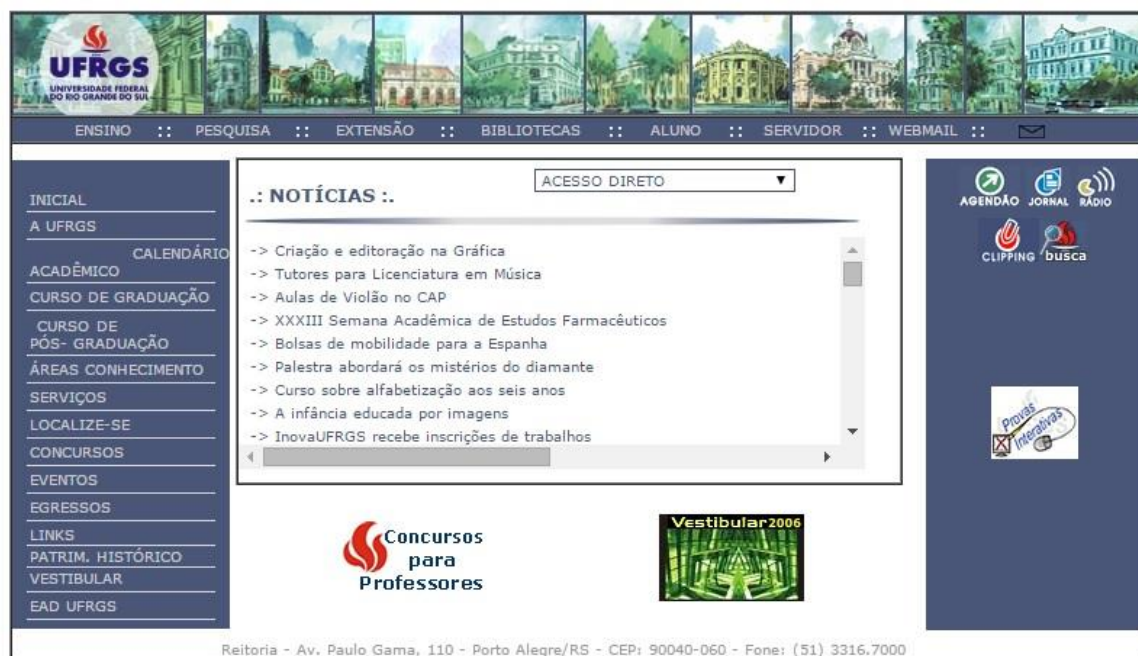 UFRGS
UNIVERSIDADE FEDERAL
DO RIO GRANDE DO SUL
ENSINO :: PESQUISA :: EXTENSÃO :: BIBLIOTECAS :: ALUNO :: SERVIDOR :: WEBMAIL ::
INICIAL
A UFRGS
CALENDÁRIO
ACADÊMICO
CURSO DE GRADUAÇÃO
CURSO DE
PÓS- GRADUAÇÃO
ÁREAS CONHECIMENTO
SERVIÇOS
LOCALIZE-SE
CONCURSOS
EVENTOS
EGRESSOS
LINKS
PATRIM. HISTÓRICO
VESTIBULAR
EAD UFRGS
.: NOTÍCIAS :.
ACESSO DIRETO
-> Criação e editoração na Gráfica
-> Tutores para Licenciatura em Música
-> Aulas de Violão no CAP
-> XXXIII Semana Acadêmica de Estudos Farmacêuticos
-> Bolsas de mobilidade para a Espanha
-> Palestra abordará os mistérios do diamante
-> Curso sobre alfabetização aos seis anos
-> A infância educada por imagens
-> InovaUFRGS recebe inscrições de trabalhos
Concursos
para
Professores
Vestibular2006
AGENDÃO JORNAL RÁDIO
CLIPPING busca
Provas
Interativas
Reitoria - Av. Paulo Gama, 110 - Porto Alegre/RS - CEP: 90040-060 - Fone: (51) 3316.7000